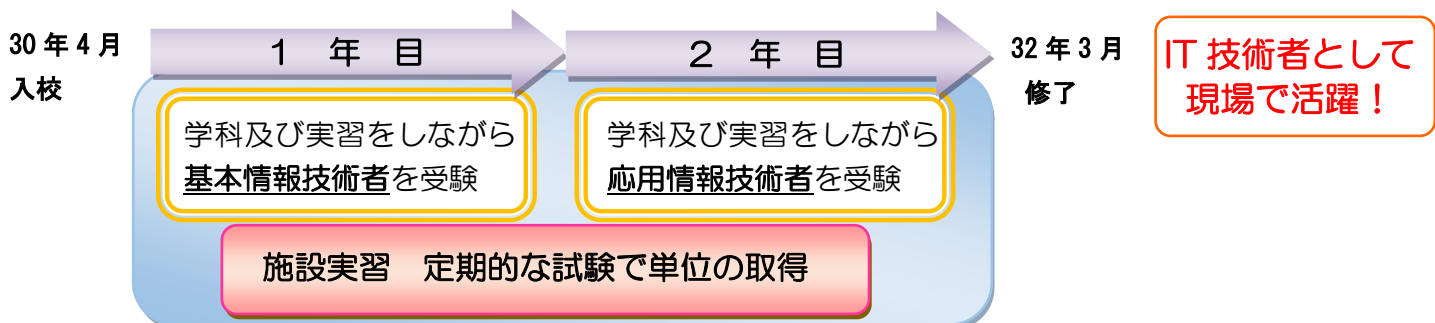 30年4月
入校
1 年 目
2 年 目
32年3月
修了
IT 技術者として
現場で活躍！
学科及び実習をしながら
基本情報技術者を受験
学科及び実習をしながら
応用情報技術者を受験
施設実習　定期的な試験で単位の取得